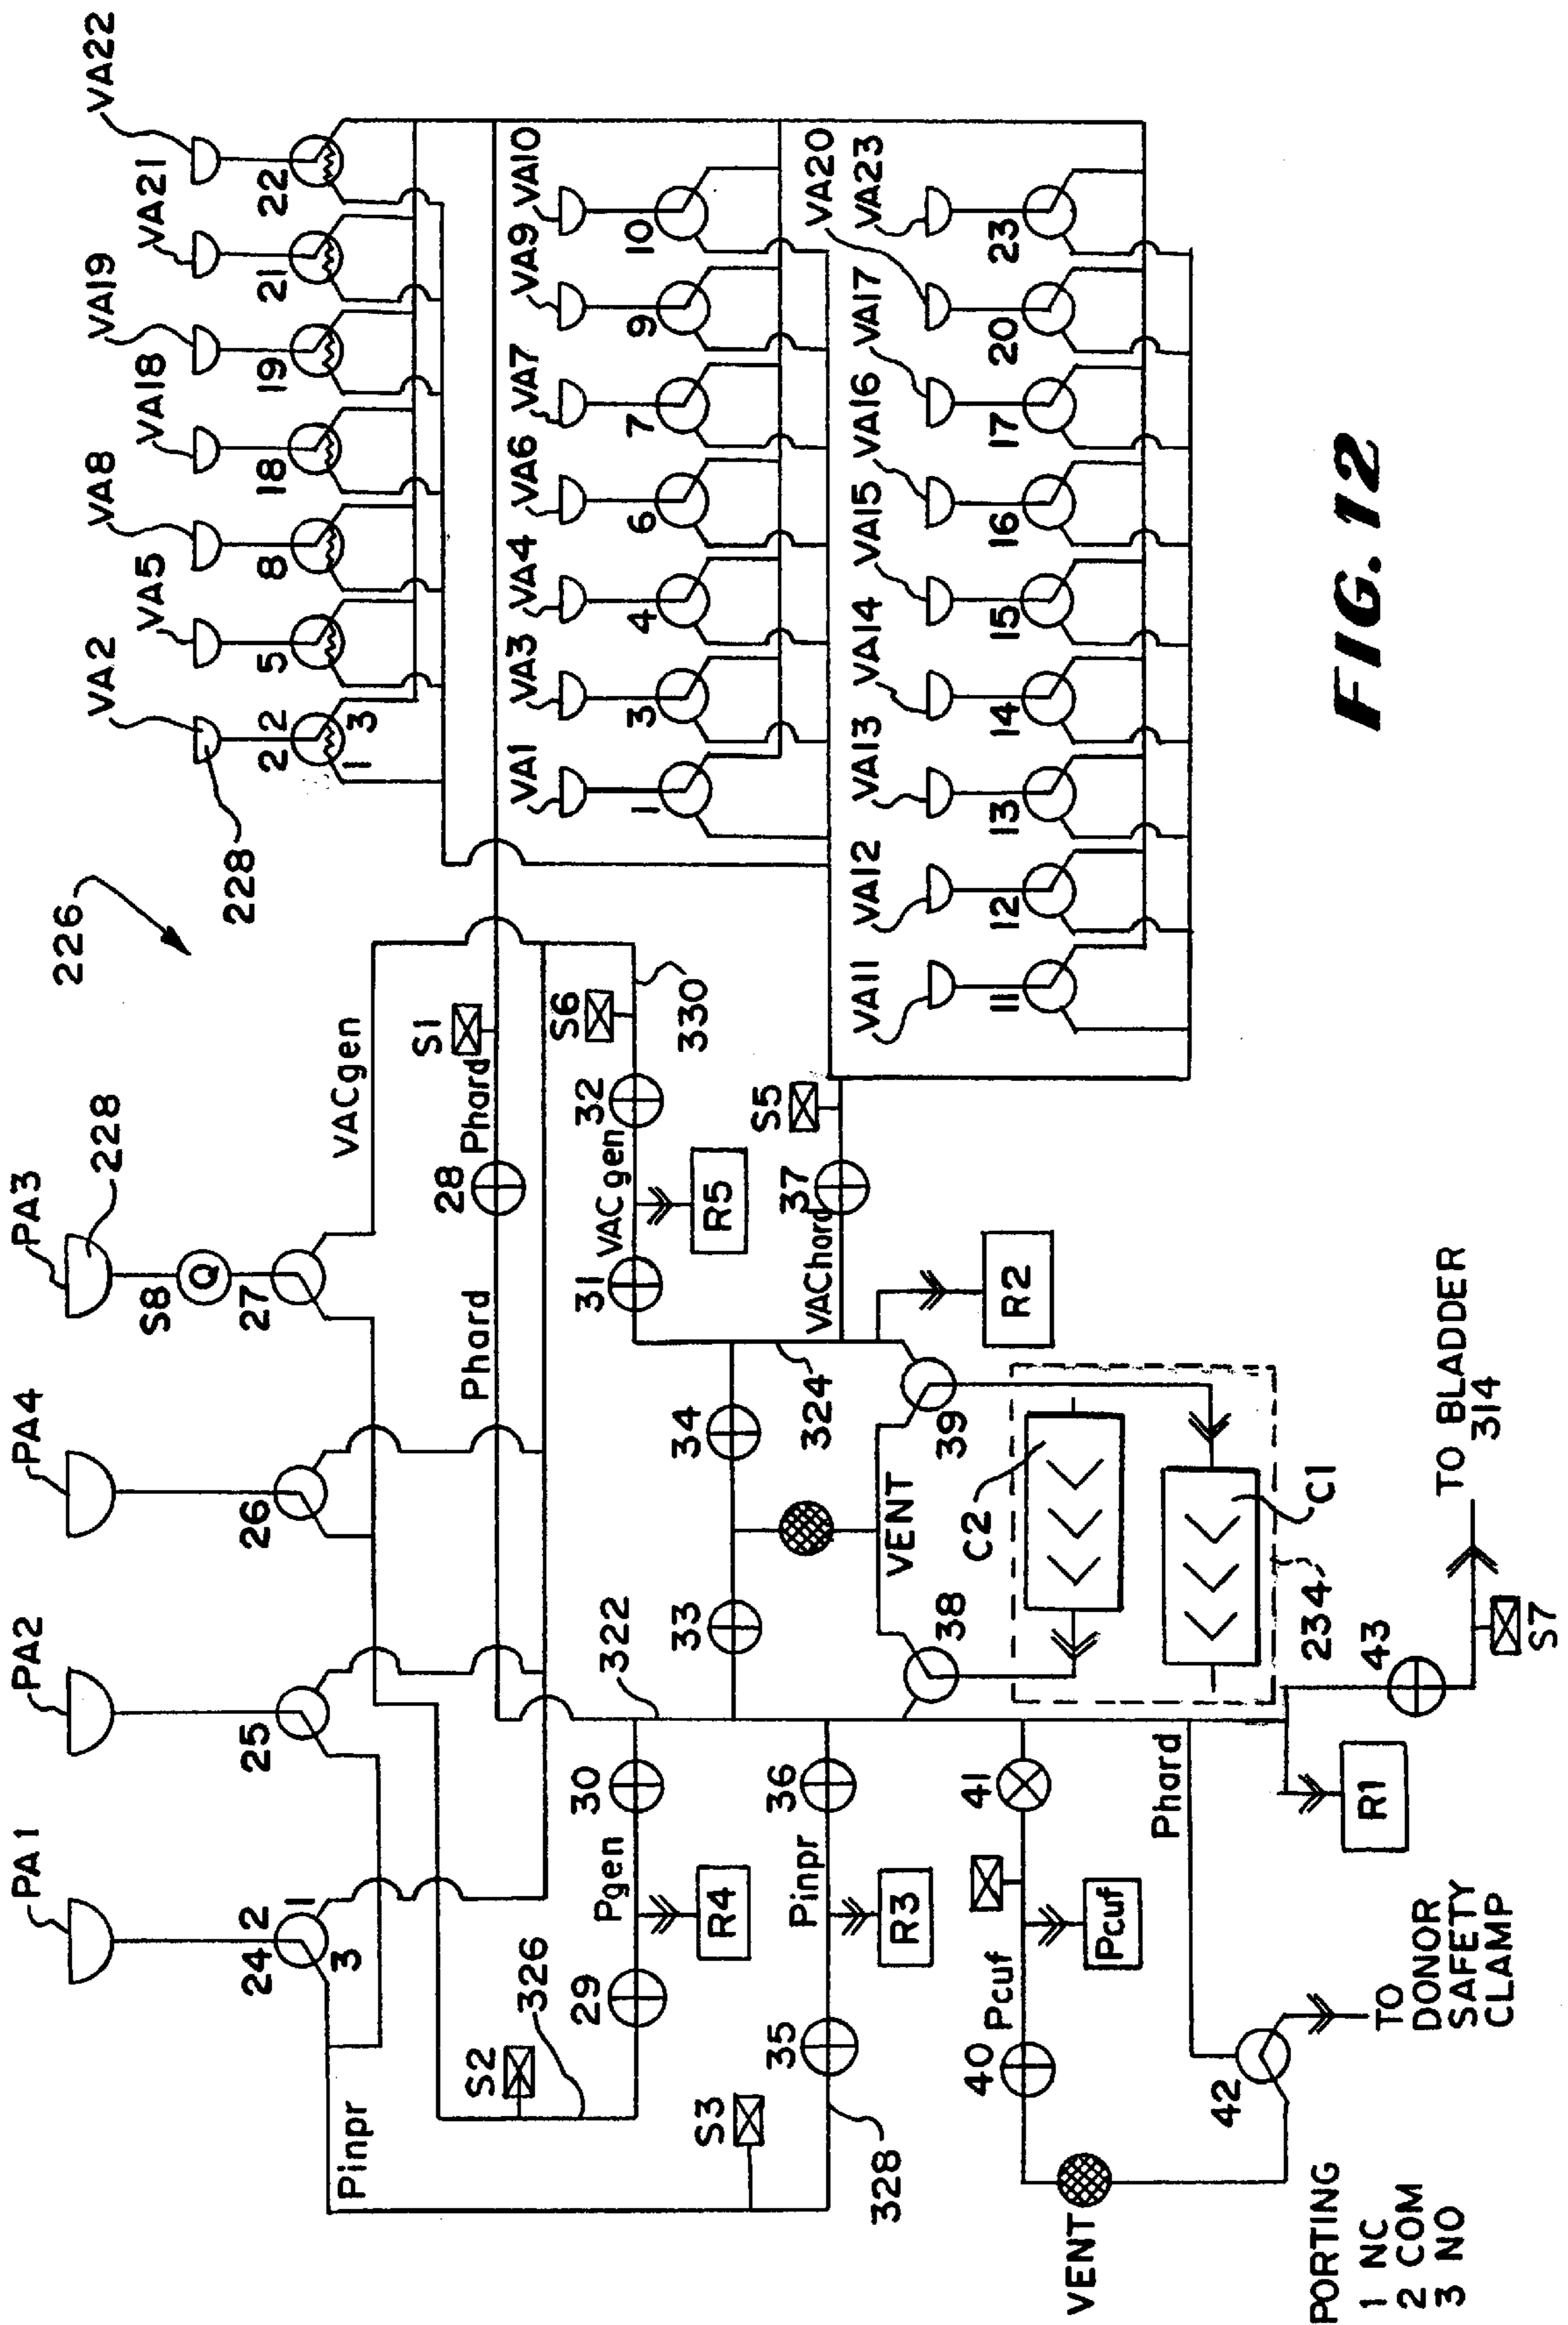 226
PA1
PA2
PA4
PA3
228
S8
Q
24
2
1
3
25
26
27
VACgen
Pinpr
Phard
28
Phard
S1
S2
326
29
Pgen
30
R4
322
31
VACgen
32
S6
R5
330
S3
328
35
Pinpr
36
R3
33
34
324
VENT
38
39
VAChard
37
S5
R2
C2
C1
234
VENT
40
Pcuf
41
Pcuf
Phard
42
TO
DONOR
SAFETY
CLAMP
R1
43
S7
TO BLADDER
314
PORTING
1 NC
2 COM
3 NO
VA2
VA5
VA8
VA18
VA19
VA21
VA22
228
2
2
1
3
5
8
18
19
21
22
VA1
VA3
VA4
VA6
VA7
VA9
VA10
1
3
4
6
7
9
10
VA11
VA12
VA13
VA14
VA15
VA16
VA17
VA20
VA23
11
12
13
14
15
16
17
20
23
FIG. 12